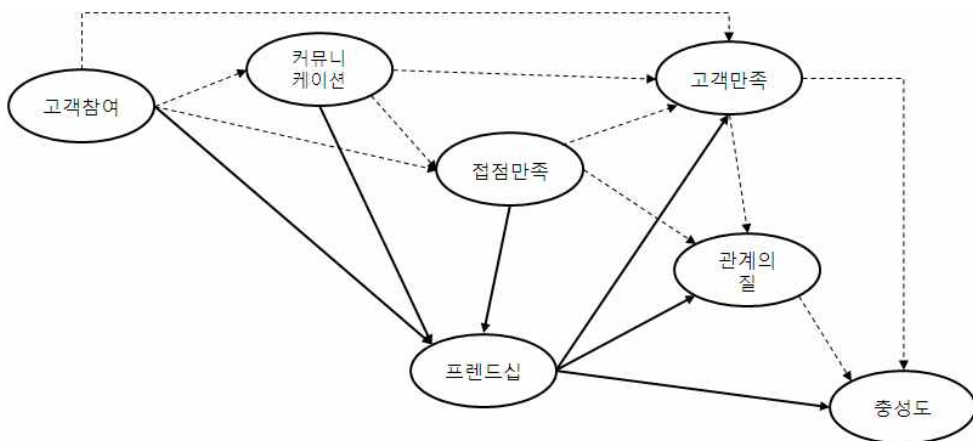 커뮤니
케이션
고객만족
고객참여
접점만족
관계의
질
프렌드십
충성도